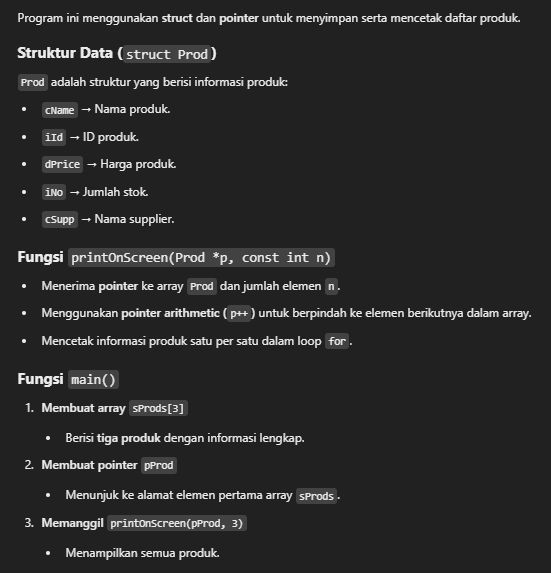 Program ini menggunakan struct dan pointer untuk menyimpan serta mencetak daftar produk.
Struktur Data (struct Prod)
Prod adalah struktur yang berisi informasi produk:
• cName → Nama produk.
• iId → ID produk.
• dPrice → Harga produk.
• iNo → Jumlah stok.
• cSupp → Nama supplier.
Fungsi printOnScreen(Prod *p, const int n)
• Menerima pointer ke array Prod dan jumlah elemen n.
• Menggunakan pointer arithmetic (p++) untuk berpindah ke elemen berikutnya dalam array.
• Mencetak informasi produk satu per satu dalam loop for.
Fungsi main()
1. Membuat array sProds[3]
• Berisi tiga produk dengan informasi lengkap.
2. Membuat pointer pProd
• Menunjuk ke alamat elemen pertama array sProds.
3. Memanggil printOnScreen(pProd, 3)
• Menampilkan semua produk.